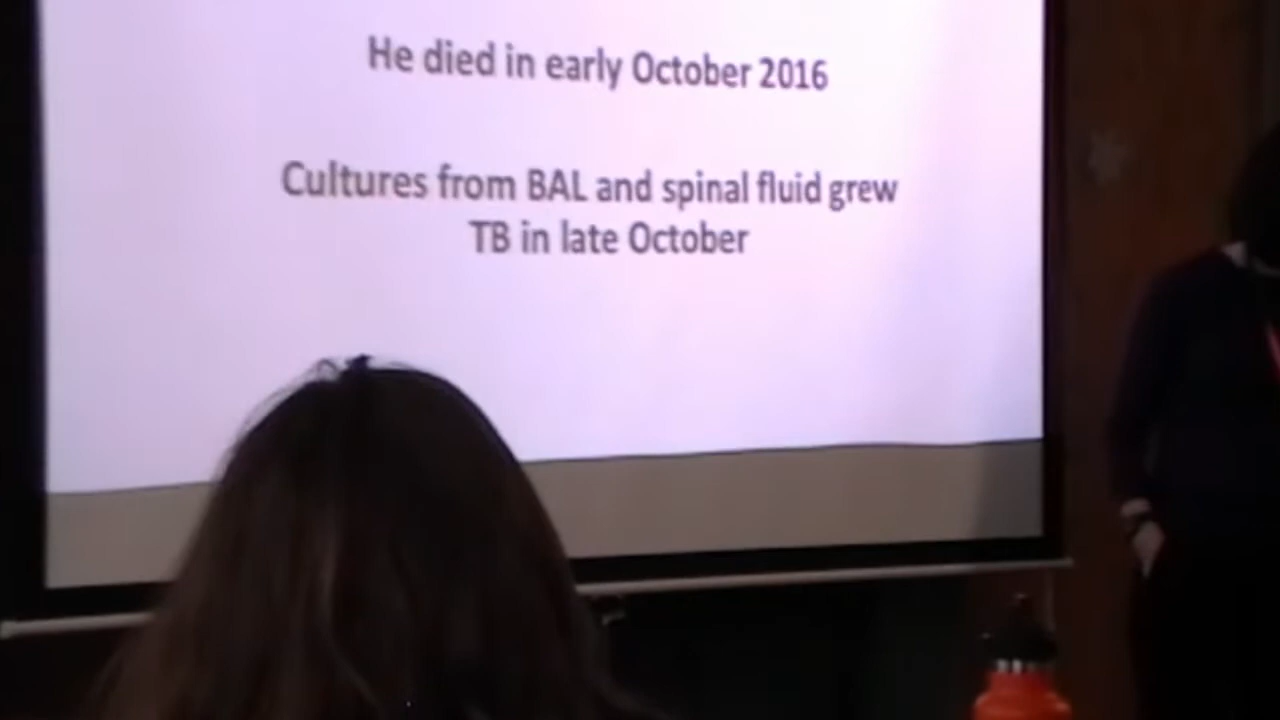 He died in early October 2016
Cultures from BAL and spinal fluid grew
TB in late October